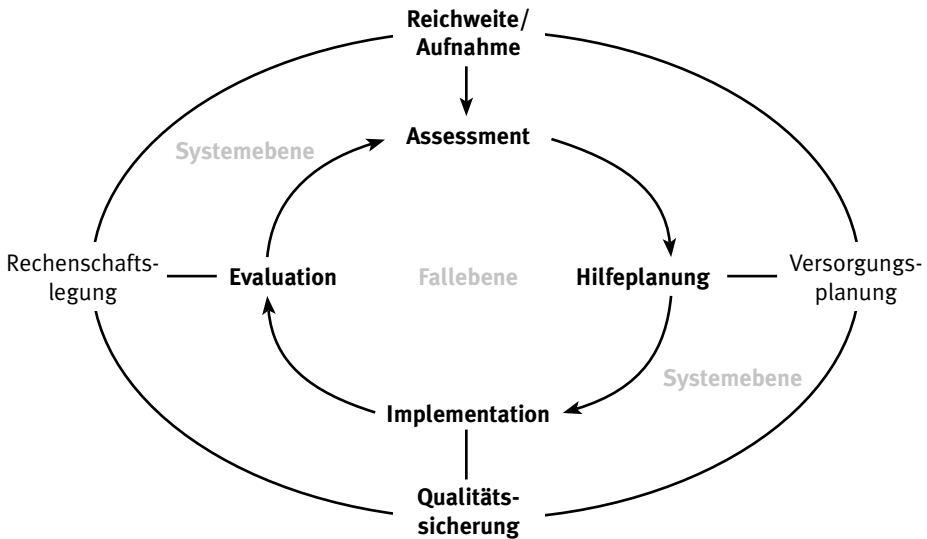 Reichweite/
Aufnahme
Assessment
Systemebene
Rechenschafts-
legung
Evaluation
Fallebene
Hilfeplanung
Versorgungs-
planung
Systemebene
Implementation
Qualitäts-
sicherung